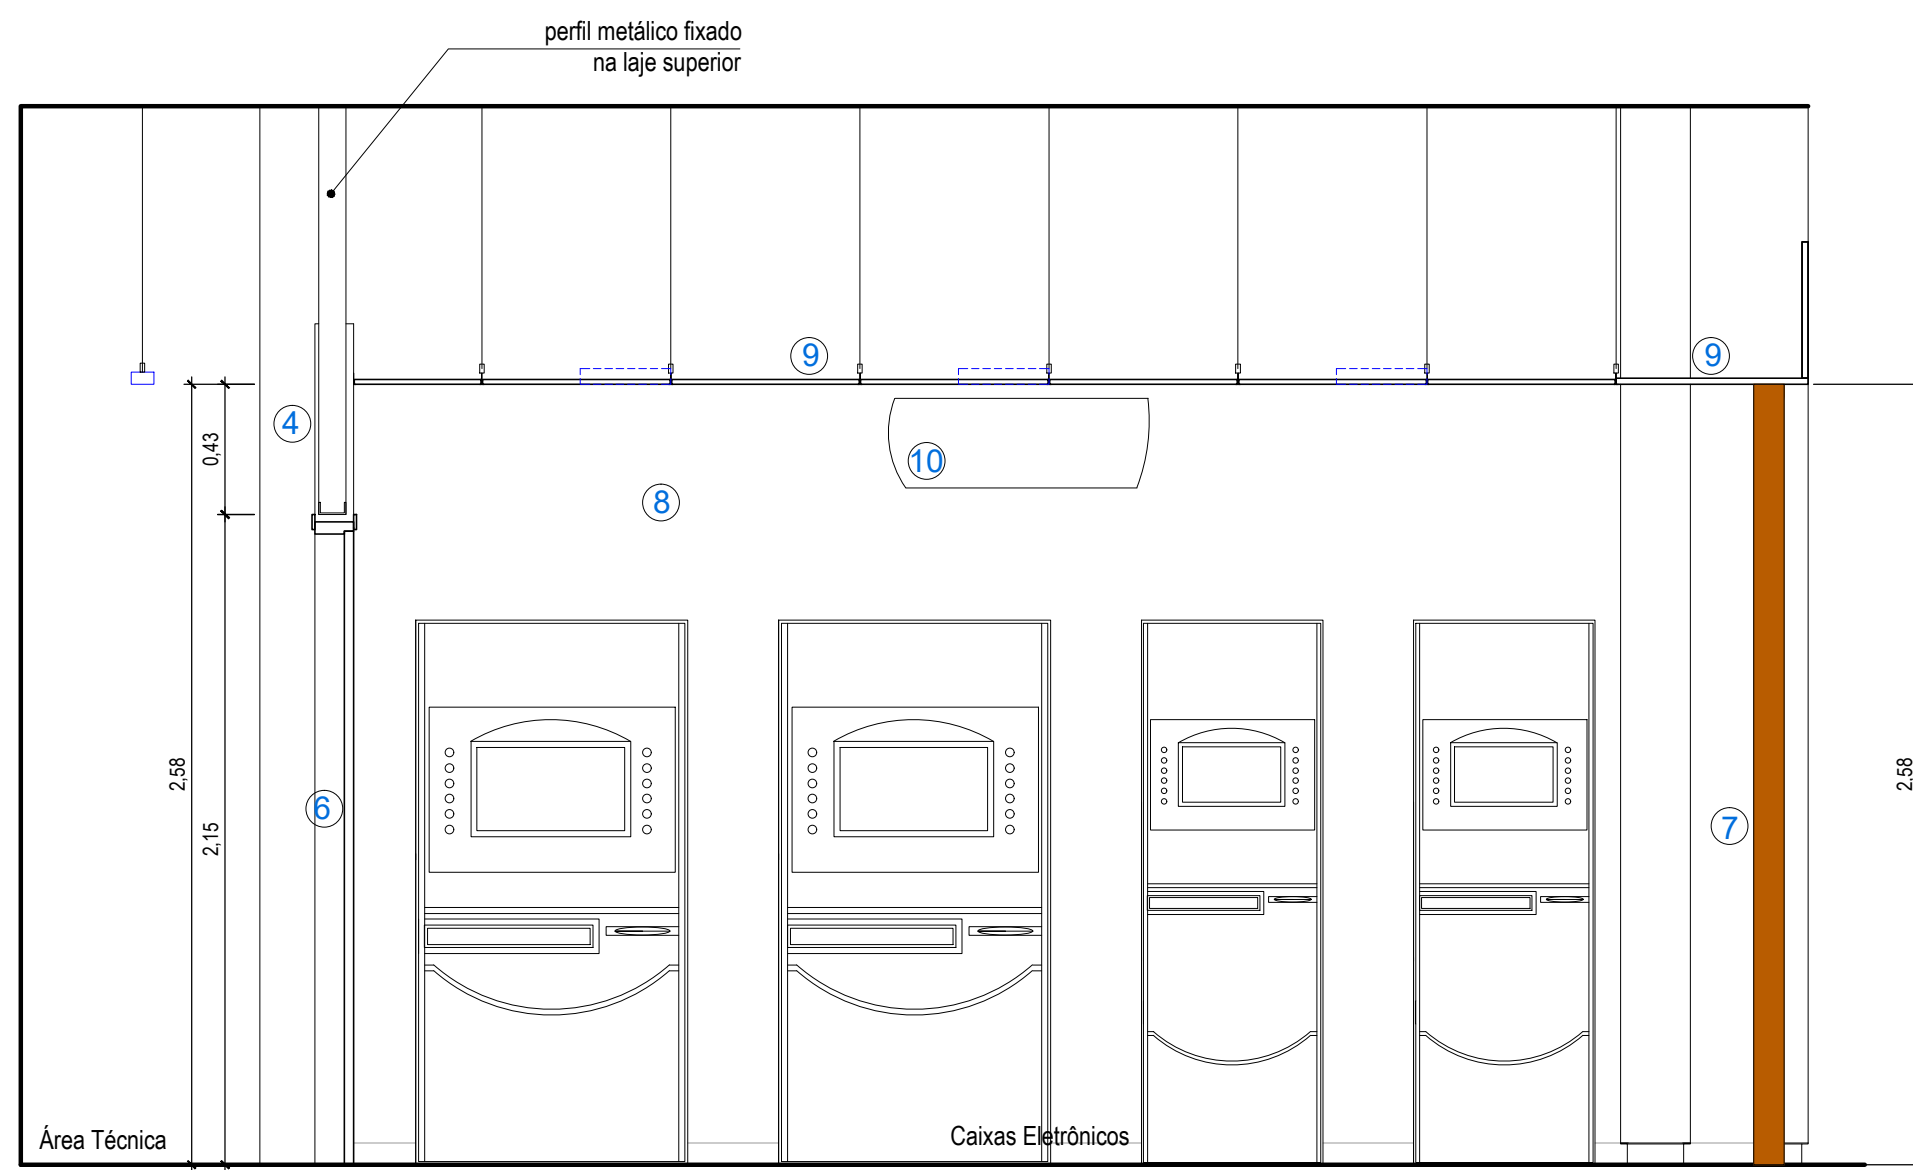 perfil metálico fixado
na laje superior
9
9
4
0,43
10
8
2,58
2,58
6
2,15
7
Área Técnica
Caixas Eletrônicos